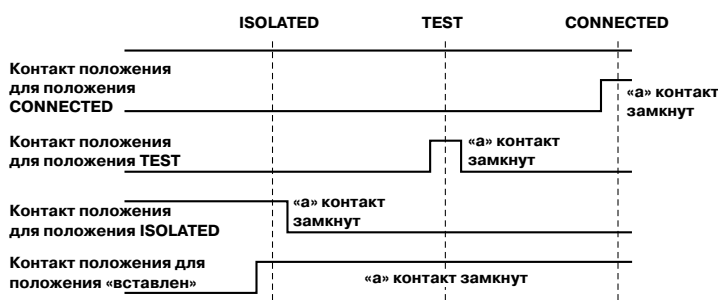 ISOLATED TEST CONNECTED
Контакт положения
для положения
CONNECTED
«a» контакт
замкнут
Контакт положения
для положения TEST
«a» контакт
замкнут
Контакт положения
для положения ISOLATED
«a» контакт
замкнут
Контакт положения для
положения «вставлен»
«a» контакт замкнут